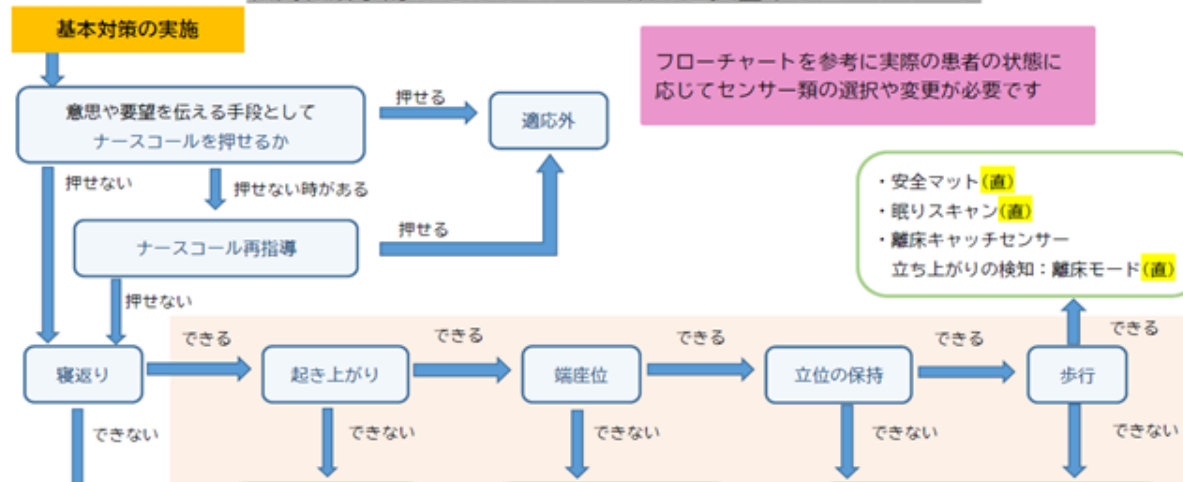 基本対策の実施
フローチャートを参考に実際の患者の状態に
応じてセンサー類の選択や変更が必要です
意思や要望を伝える手段として
ナースコールを押せるか
押せる
適応外
押せない
押せない時がある
・安全マット(直)
・眠りスキャン(直)
・離床キャッチセンサー
立ち上がりの検知：離床モード(直)
ナースコール再指導
押せる
押せない
できる
できる
できる
できる
できる
寝返り
起き上がり
端座位
立位の保持
歩行
できない
できない
できない
できない
できない